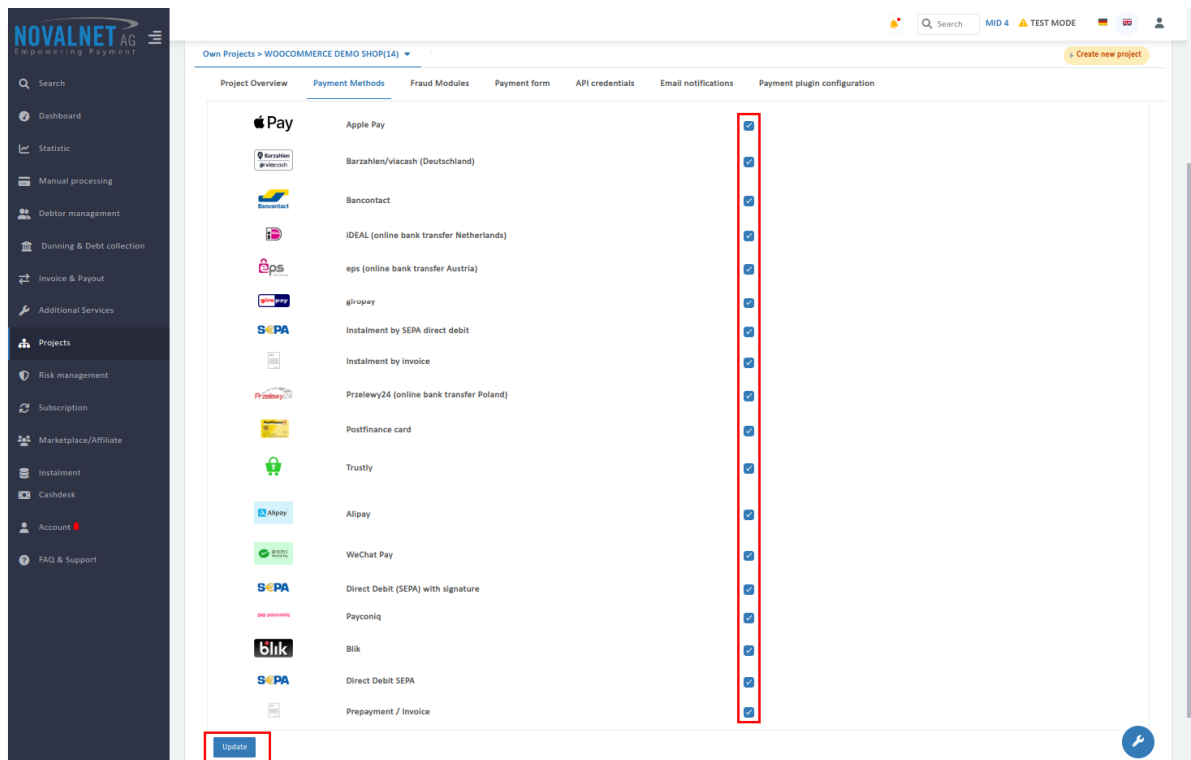 NOVALNET AG
Empowering Payment
Search
Dashboard
Statistic
Manual processing
Debtor management
Dunning & Debt collection
Invoice & Payout
Additional Services
Projects
Risk management
Subscription
Marketplace/Affiliate
Instalment
Cashdesk
Account
FAQ & Support
Search
MID 4
TEST MODE
Own Projects > WOOCOMMERCE DEMO SHOP(14)
Create new project
Project Overview
Payment Methods
Fraud Modules
Payment form
API credentials
Email notifications
Payment plugin configuration
Pay
Apple Pay
Barzahlen
viacash
Barzahlen/viacash (Deutschland)
Bancontact
Bancontact
iDEAL (online bank transfer Netherlands)
eps
eps (online bank transfer Austria)
giropay
giropay
SEPA
Instalment by SEPA direct debit
Instalment by invoice
Przelewy24
Przelewy24 (online bank transfer Poland)
Postfinance card
Trustly
Alipay
Alipay
WeChat Pay
SEPA
Direct Debit (SEPA) with signature
payconiq
Payconiq
blik
Blik
SEPA
Direct Debit SEPA
Prepayment / Invoice
Update